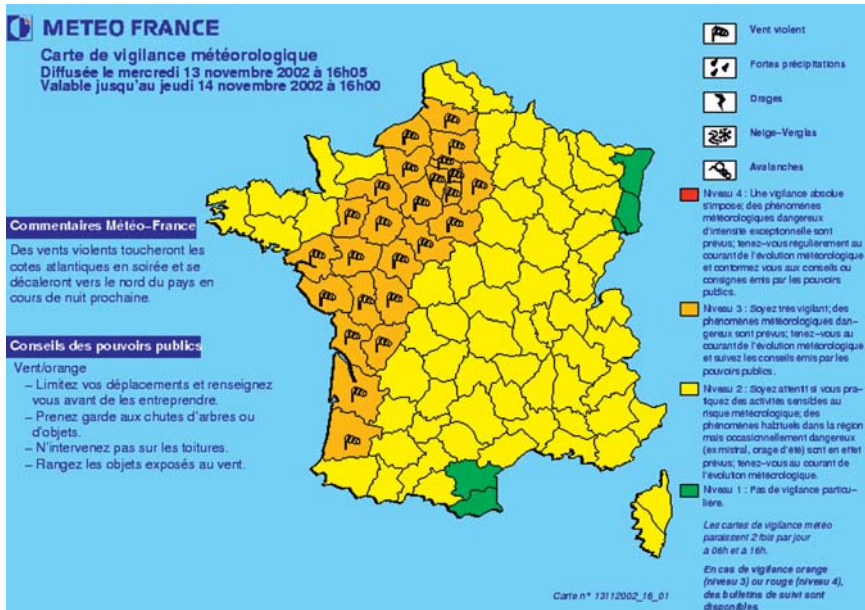 METEO FRANCE
Carte de vigilance météorologique
Diffusée le mercredi 13 novembre 2002 à 16h05
Valable jusqu'au jeudi 14 novembre 2002 à 16h00
Commentaires Météo–France
Des vents violents toucheront les
cotes atlantiques en soirée et se
décaleront vers le nord du pays en
cours de nuit prochaine.
Conseils des pouvoirs publics
Vent/orange
– Limitez vos déplacements et renseignez
vous avant de les entreprendre.
– Prenez garde aux chutes d'arbres ou
d'objets.
– N'intervenez pas sur les toitures.
– Rangez les objets exposés au vent.
Vent violent
Fortes précipitations
Orages
Neige–Verglas
Avalanches
Niveau 4 : Une vigilance absolue
s'impose; des phénomènes
météorologiques dangereux
d'intensité exceptionnelle sont
prévus; tenez–vous régulièrement au
courant de l'évolution météorologique
et conformez vous aux conseils ou
consignes émis par les pouvoirs
publics.
Niveau 3 : Soyez très vigilant; des
phénomènes météorologiques dan–
gereux sont prévus; tenez–vous au
courant de l'évolution météorologique
et suivez les conseils émis par les
pouvoirs publics.
Niveau 2 : Soyez attentif si vous pra–
tiquez des activités sensibles au
risque météorologique; des
phénomènes habituels dans la région
mais occasionnellement dangereux
(ex mistral, orage d'été) sont en effet
prévus; tenez–vous au courant de
l'évolution météorologique.
Niveau 1 : Pas de vigilance particu–
lière.
Les cartes de vigilance météo
paraissent 2 fois par jour
à 06h et à 16h.
En cas de vigilance orange
(niveau 3) ou rouge (niveau 4),
des bulletins de suivi sont
disponibles.
Carte n° 13112002_16_01